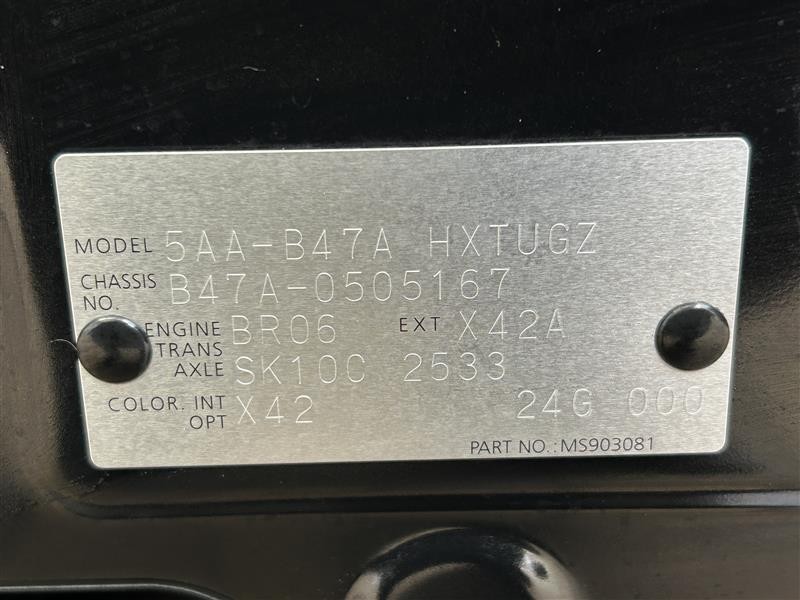 MODEL 5AA-B47A HXTUGZ
CHASSIS NO. B47A-0505167
ENGINE BR06 EXT X42A
TRANS AXLE SK10C 2533
COLOR. INT OPT X42 24G 000
PART NO.: MS903081